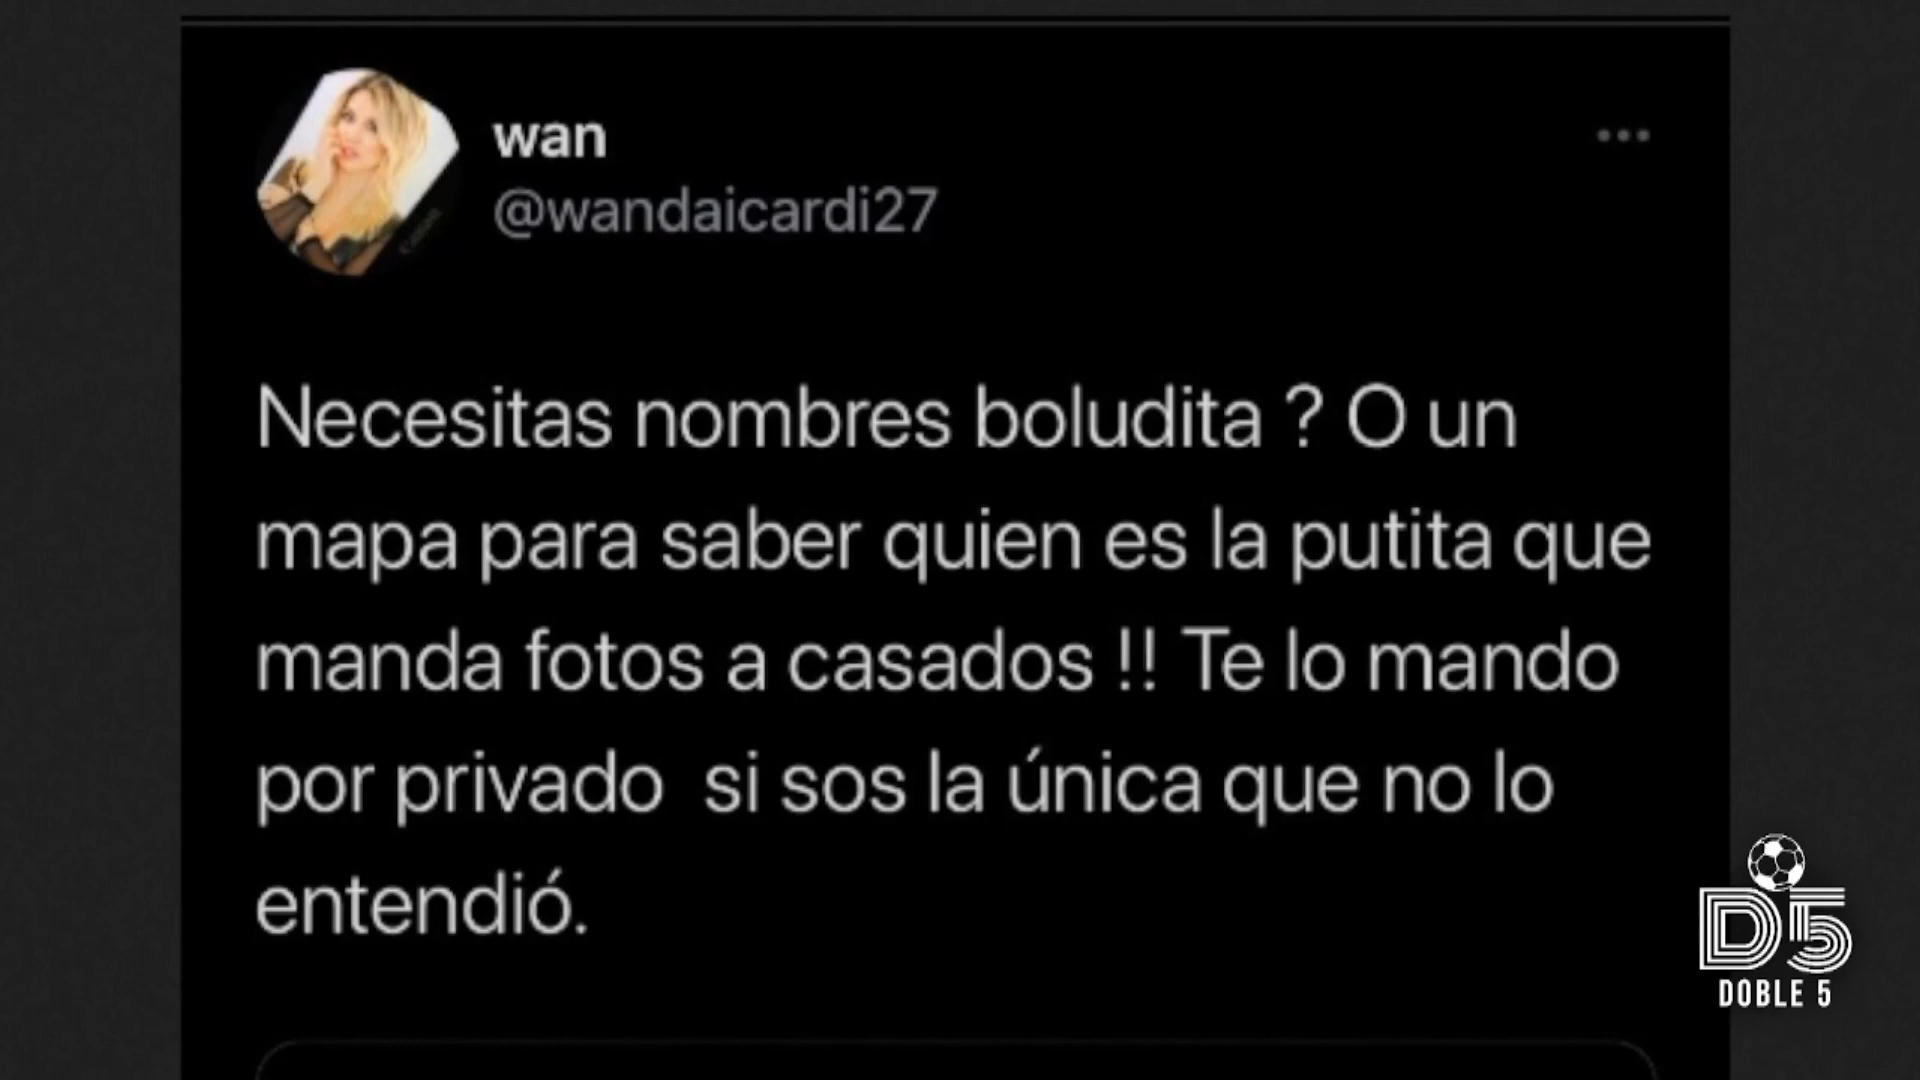 wan
@wandaicardi27
Necesitas nombres boludita ? O un
mapa para saber quien es la putita que
manda fotos a casados !! Te lo mando
por privado  si sos la única que no lo
entendió.
D5
DOBLE 5